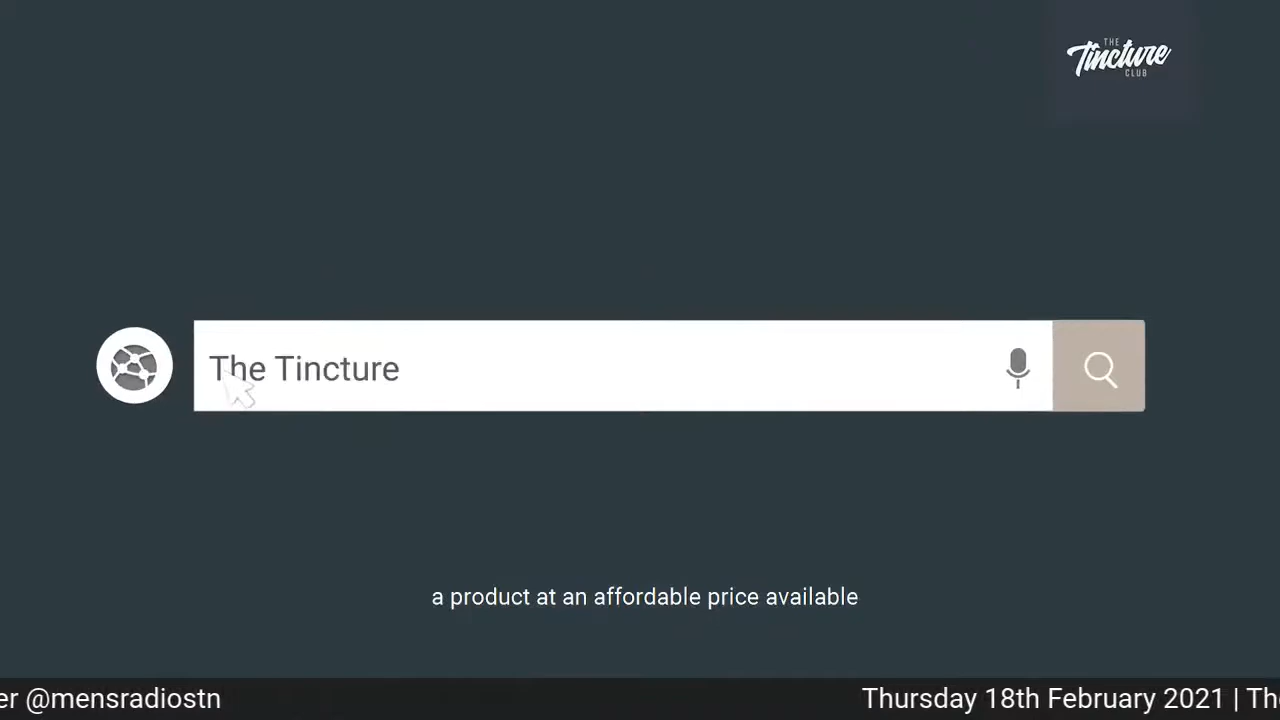 THE
Tincture
CLUB
The Tincture
a product at an affordable price available
er @mensradiostn
Thursday 18th February 2021 | Th